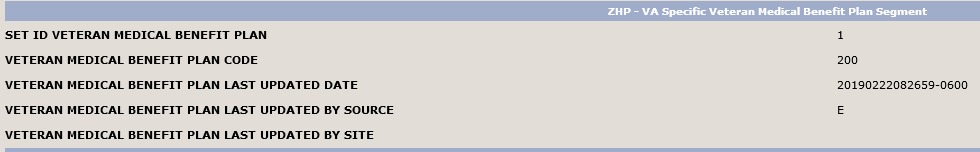 ZHP - VA Specific Veteran Medical Benefit Plan Segment
SET ID VETERAN MEDICAL BENEFIT PLAN 1
VETERAN MEDICAL BENEFIT PLAN CODE 200
VETERAN MEDICAL BENEFIT PLAN LAST UPDATED DATE 20190222082659-0600
VETERAN MEDICAL BENEFIT PLAN LAST UPDATED BY SOURCE E
VETERAN MEDICAL BENEFIT PLAN LAST UPDATED BY SITE